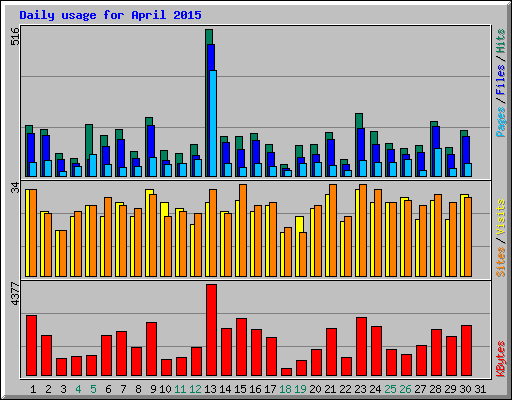 Daily usage for April 2015
516
Pages / Files / Hits
34
Sites / Visits
4377
KBytes
1 2 3 4 5 6 7 8 9 10 11 12 13 14 15 16 17 18 19 20 21 22 23 24 25 26 27 28 29 30 31